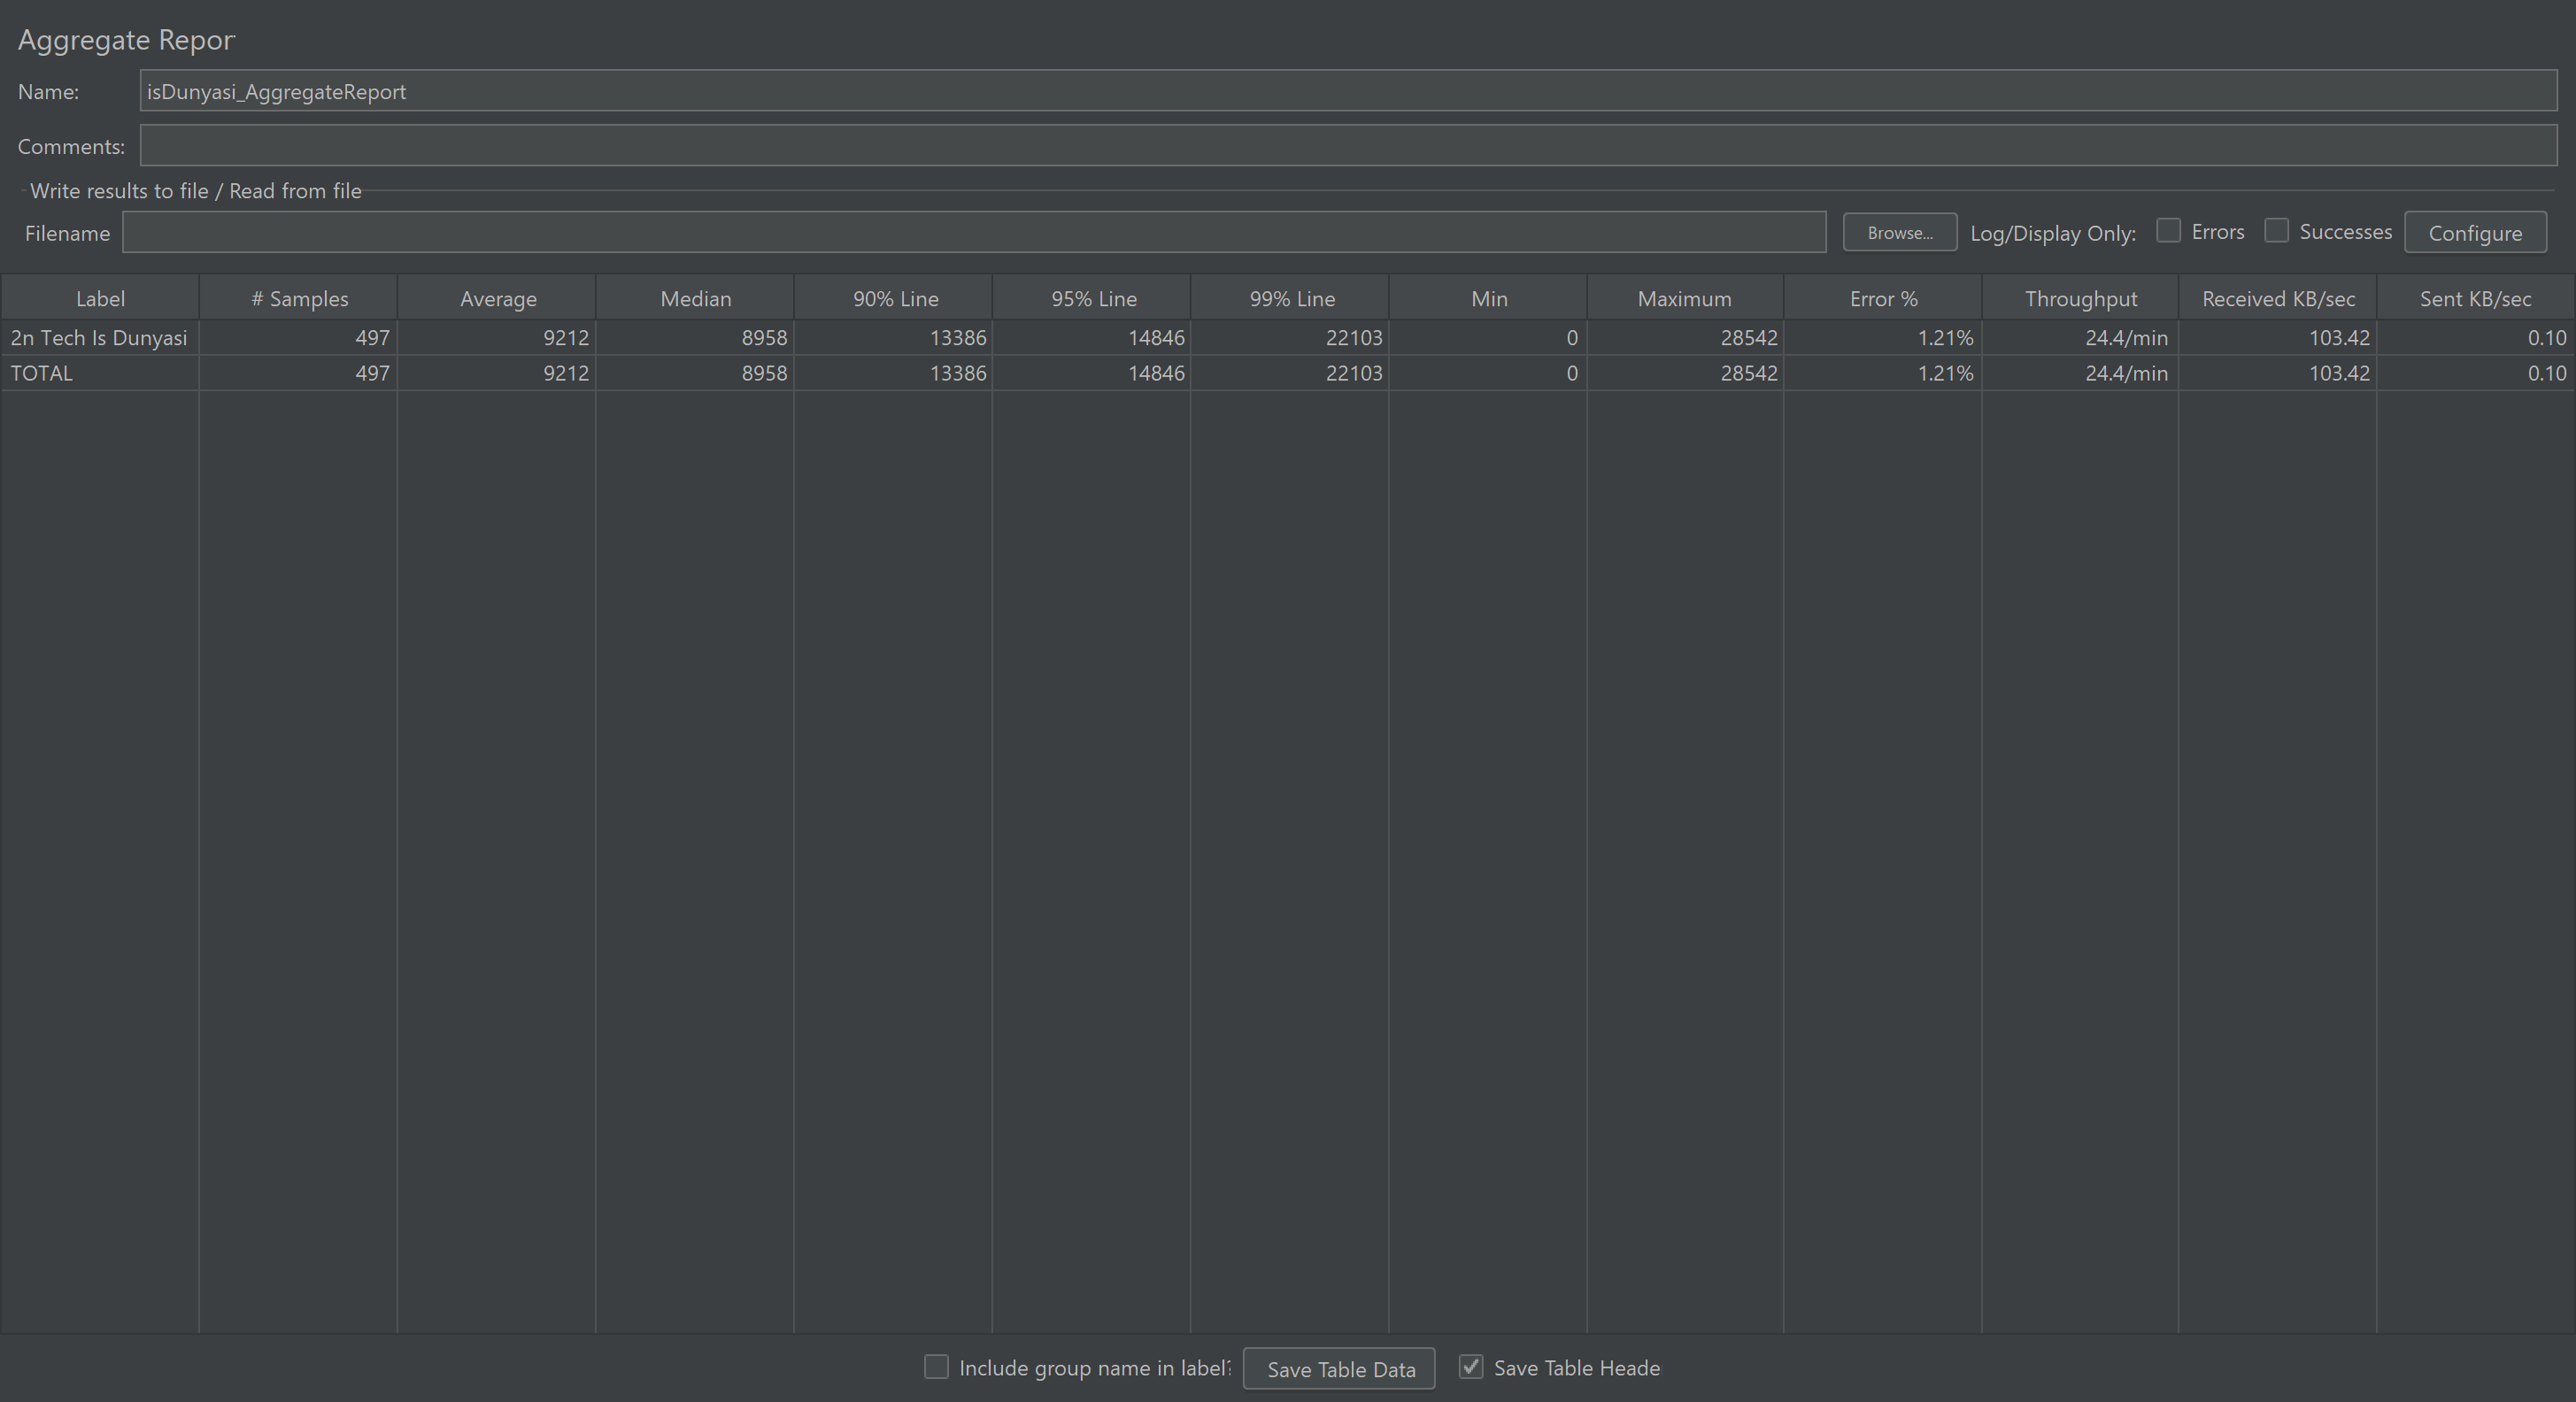 Aggregate Repor
Name: isDunyasi_AggregateReport
Comments:
Write results to file / Read from file
Filename Browse... Log/Display Only: Errors Successes Configure
Label # Samples Average Median 90% Line 95% Line 99% Line Min Maximum Error % Throughput Received KB/sec Sent KB/sec
2n Tech Is Dunyasi 497 9212 8958 13386 14846 22103 0 28542 1.21% 24.4/min 103.42 0.10
TOTAL 497 9212 8958 13386 14846 22103 0 28542 1.21% 24.4/min 103.42 0.10
Include group name in label? Save Table Data Save Table Heade